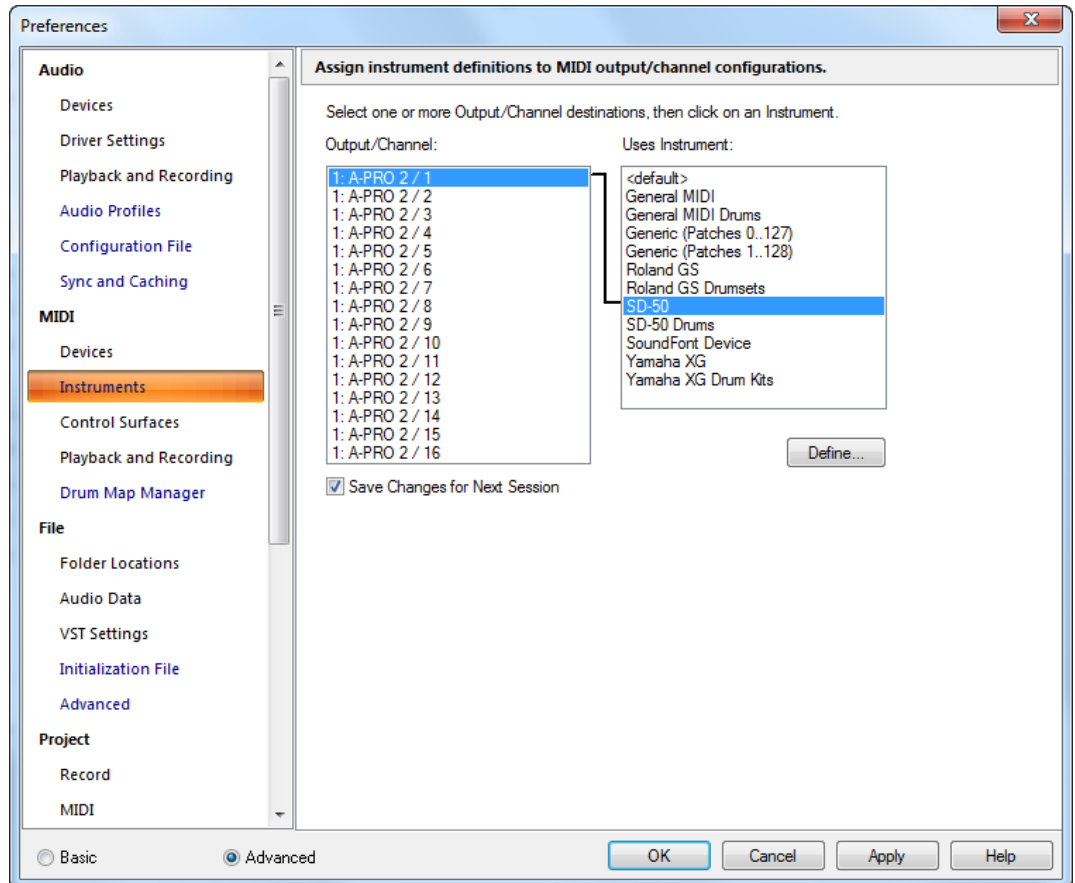 Preferences
Audio
Devices
Driver Settings
Playback and Recording
Audio Profiles
Configuration File
Sync and Caching
MIDI
Devices
Instruments
Control Surfaces
Playback and Recording
Drum Map Manager
File
Folder Locations
Audio Data
VST Settings
Initialization File
Advanced
Project
Record
MIDI
Assign instrument definitions to MIDI output/channel configurations.
Select one or more Output/Channel destinations, then click on an Instrument.
Output/Channel:
1: A-PRO 2 / 1
1: A-PRO 2 / 2
1: A-PRO 2 / 3
1: A-PRO 2 / 4
1: A-PRO 2 / 5
1: A-PRO 2 / 6
1: A-PRO 2 / 7
1: A-PRO 2 / 8
1: A-PRO 2 / 9
1: A-PRO 2 / 10
1: A-PRO 2 / 11
1: A-PRO 2 / 12
1: A-PRO 2 / 13
1: A-PRO 2 / 14
1: A-PRO 2 / 15
1: A-PRO 2 / 16
Uses Instrument:
<default>
General MIDI
General MIDI Drums
Generic (Patches 0..127)
Generic (Patches 1..128)
Roland GS
Roland GS Drumsets
SD-50
SD-50 Drums
SoundFont Device
Yamaha XG
Yamaha XG Drum Kits
Define...
Save Changes for Next Session
Basic
Advanced
OK
Cancel
Apply
Help